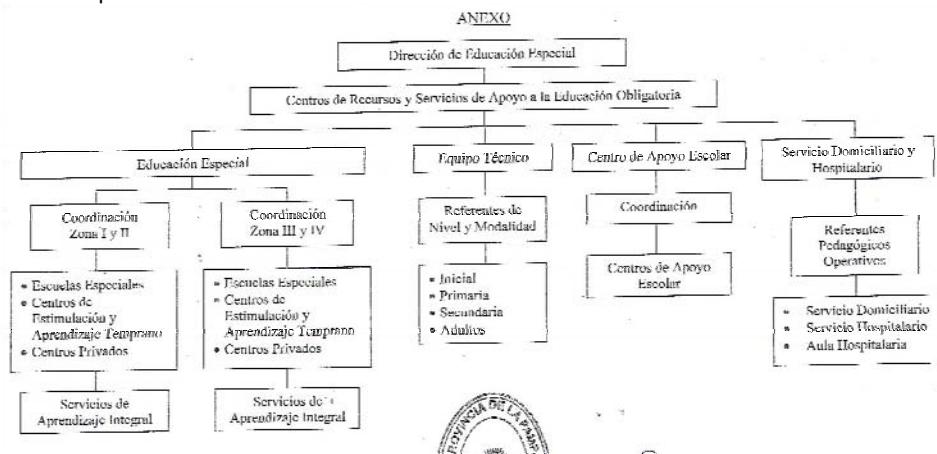 ANEXO
Dirección de Educación Especial
Centros de Recursos y Servicios de Apoyo a la Educación Obligatoria
Educación Especial
Equipo Técnico
Centro de Apoyo Escolar
Servicio Domiciliario y
Hospitalario
Coordinación
Zona I y II
Coordinación
Zona III y IV
Referentes de
Nivel y Modalidad
Coordinación
Referentes
Pedagógicos
Operativos
• Escuelas Especiales
• Centros de
Estimulación y
Aprendizaje Temprano
• Centros Privados
• Escuelas Especiales
• Centros de
Estimulación y
Aprendizaje Temprano
• Centros Privados
• Inicial
• Primaria
• Secundaria
• Adultos
Centros de Apoyo
Escolar
• Servicio Domiciliario
• Servicio Hospitalario
• Aula Hospitalaria
Servicios de
Aprendizaje Integral
Servicios de
Aprendizaje Integral
DE LA